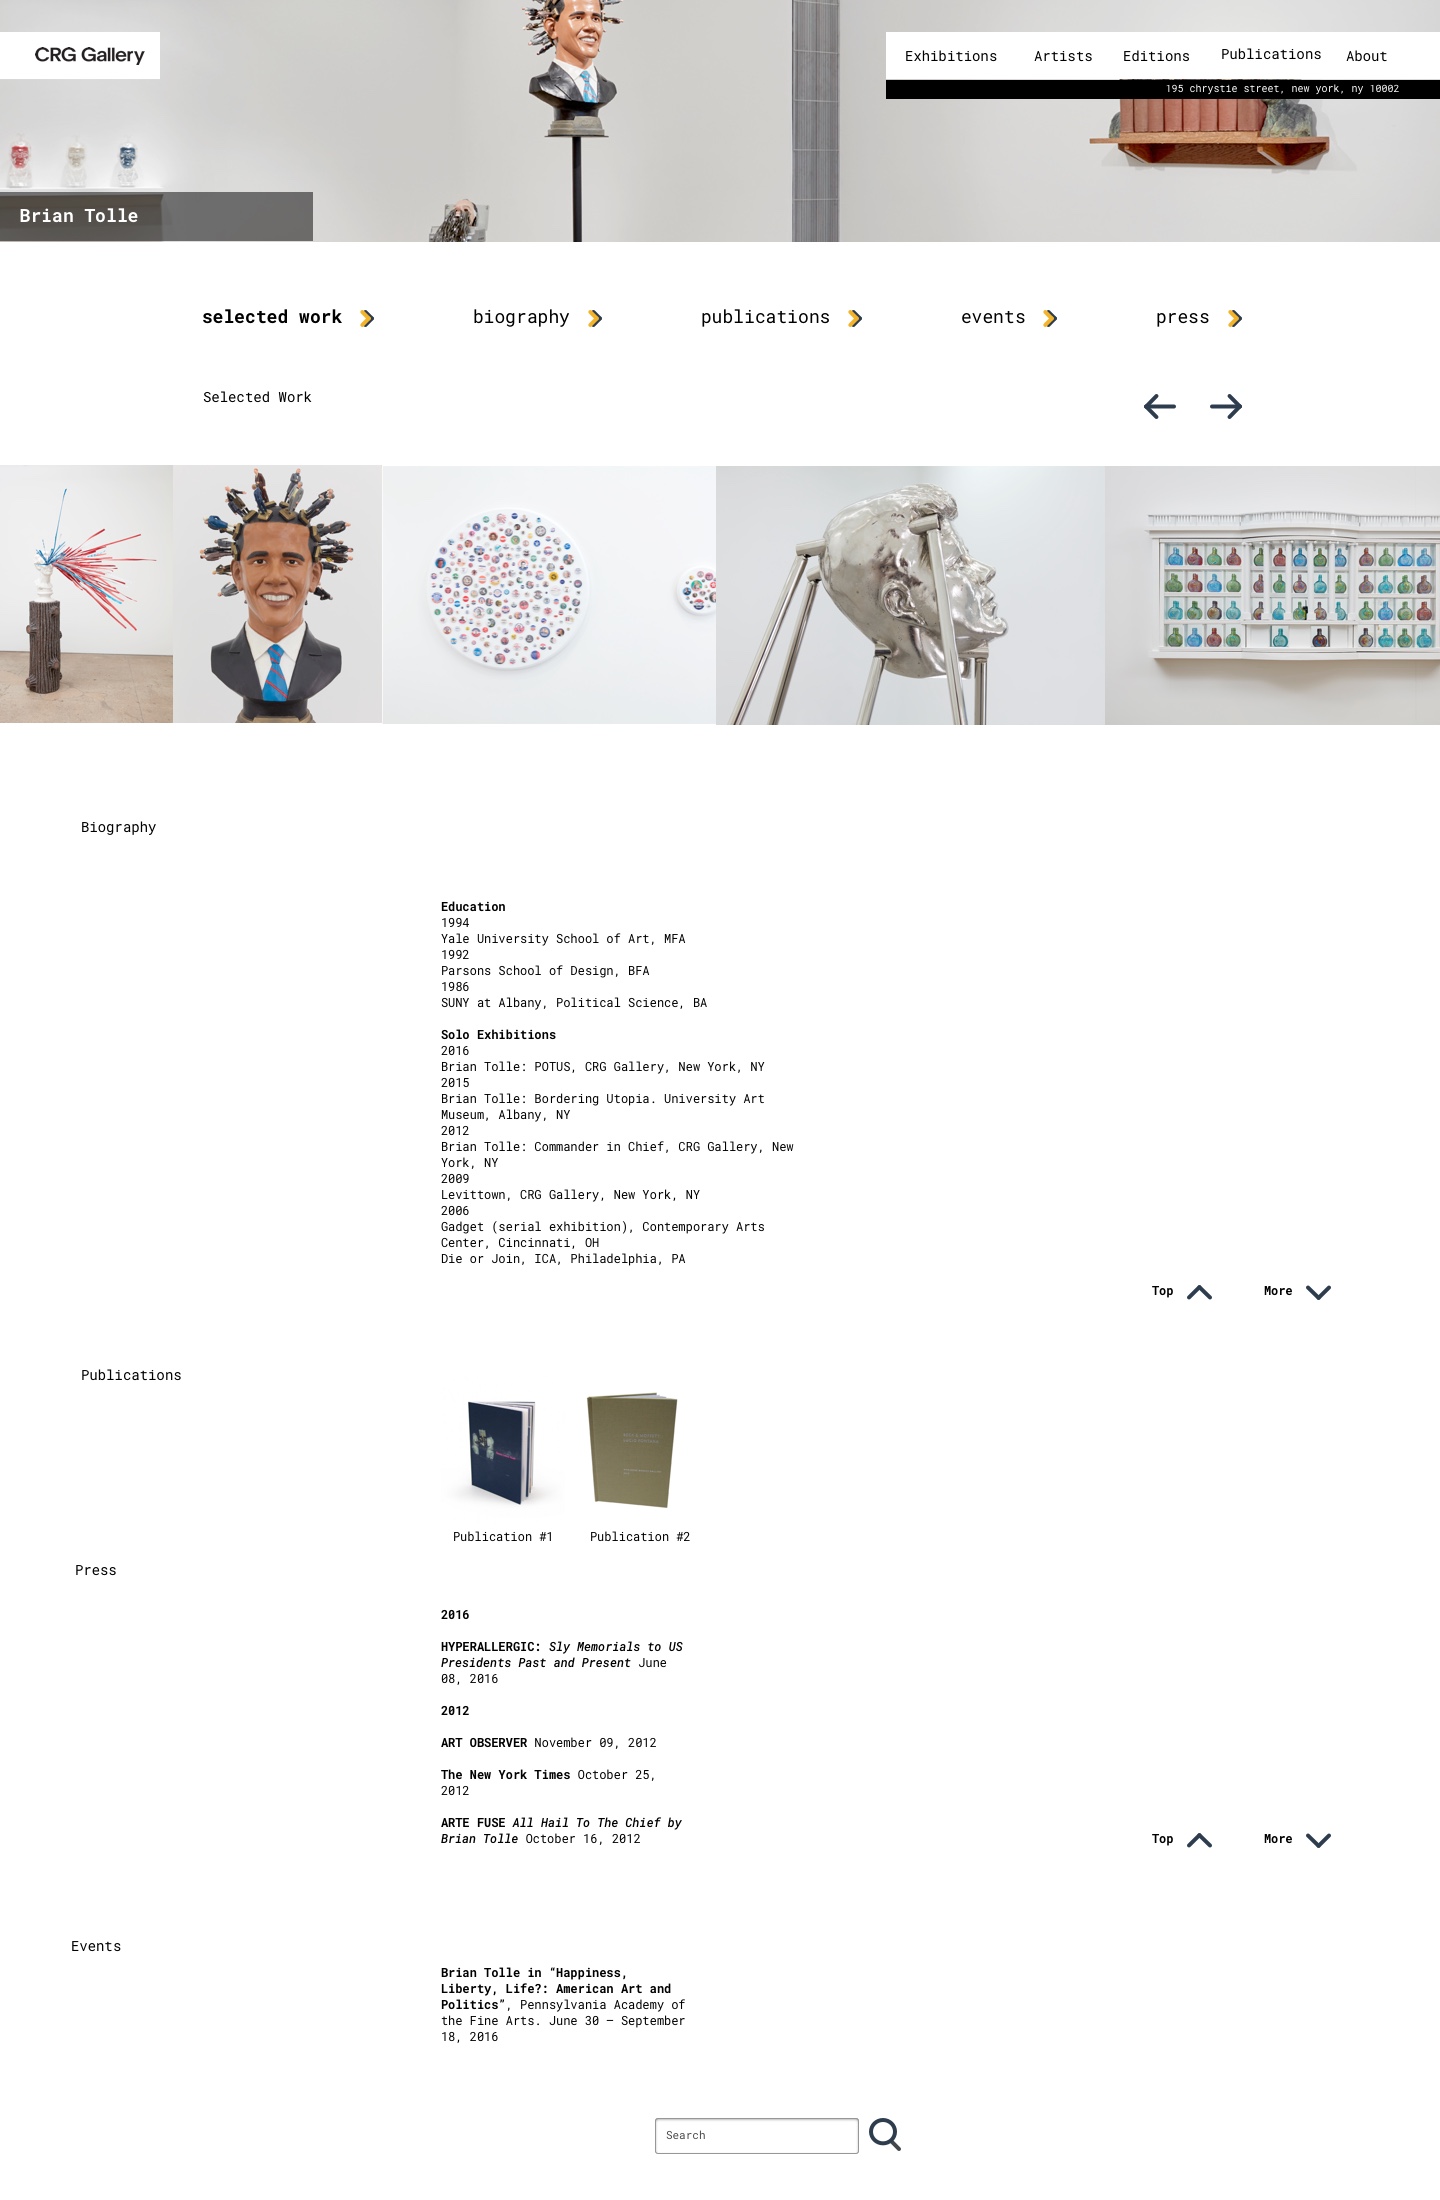 CRG Gallery
Exhibitions Artists Editions Publications About
195 chrystie street, new york, ny 10002
Brian Tolle
selected work biography publications events press
Selected Work
Biography
Education
1994
Yale University School of Art, MFA
1992
Parsons School of Design, BFA
1986
SUNY at Albany, Political Science, BA
Solo Exhibitions
2016
Brian Tolle: POTUS, CRG Gallery, New York, NY
2015
Brian Tolle: Bordering Utopia. University Art
Museum, Albany, NY
2012
Brian Tolle: Commander in Chief, CRG Gallery, New
York, NY
2009
Levittown, CRG Gallery, New York, NY
2006
Gadget (serial exhibition), Contemporary Arts
Center, Cincinnati, OH
Die or Join, ICA, Philadelphia, PA
Top More
Publications
Publication #1 Publication #2
Press
2016
HYPERALLERGIC: Sly Memorials to US
Presidents Past and Present June
08, 2016
2012
ART OBSERVER November 09, 2012
The New York Times October 25,
2012
ARTE FUSE All Hail To The Chief by
Brian Tolle October 16, 2012
Top More
Events
Brian Tolle in “Happiness,
Liberty, Life?: American Art and
Politics”, Pennsylvania Academy of
the Fine Arts. June 30 – September
18, 2016
Search